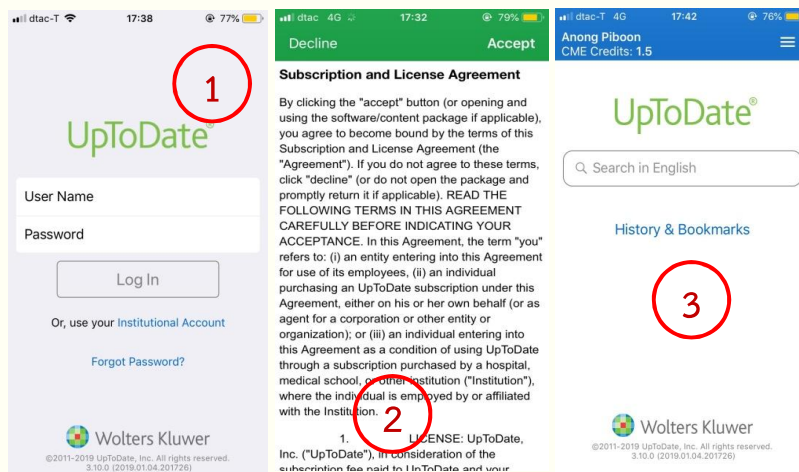 dtac-T 17:38 77%
1
UpToDate®
User Name
Password
Log In
Or, use your Institutional Account
Forgot Password?
Wolters Kluwer
©2011-2019 UpToDate, Inc. All rights reserved.
3.10.0 (2019.01.04.201726)
dtac 4G 17:32 79%
Decline Accept
Subscription and License Agreement
By clicking the "accept" button (or opening and
using the software/content package if applicable),
you agree to become bound by the terms of this
Subscription and License Agreement (the
"Agreement"). If you do not agree to these terms,
click "decline" (or do not open the package and
promptly return it if applicable). READ THE
FOLLOWING TERMS IN THIS AGREEMENT
CAREFULLY BEFORE INDICATING YOUR
ACCEPTANCE. In this Agreement, the term "you"
refers to: (i) an entity entering into this Agreement
for use of its employees, (ii) an individual
purchasing an UpToDate subscription under this
Agreement, either on his or her own behalf (or as
agent for a corporation or other entity or
organization); or (iii) an individual entering into
this Agreement as a condition of using UpToDate
through a subscription purchased by a hospital,
medical school, or other institution ("Institution"),
where the individual is employed by or affiliated
with the Institution.
2
1. LICENSE: UpToDate,
Inc. ("UpToDate"), in consideration of the
subscription fee paid to UpToDate and your
dtac-T 4G 17:42 76%
Anong Piboon
CME Credits: 1.5
UpToDate®
Search in English
History & Bookmarks
3
Wolters Kluwer
©2011-2019 UpToDate, Inc. All rights reserved.
3.10.0 (2019.01.04.201726)